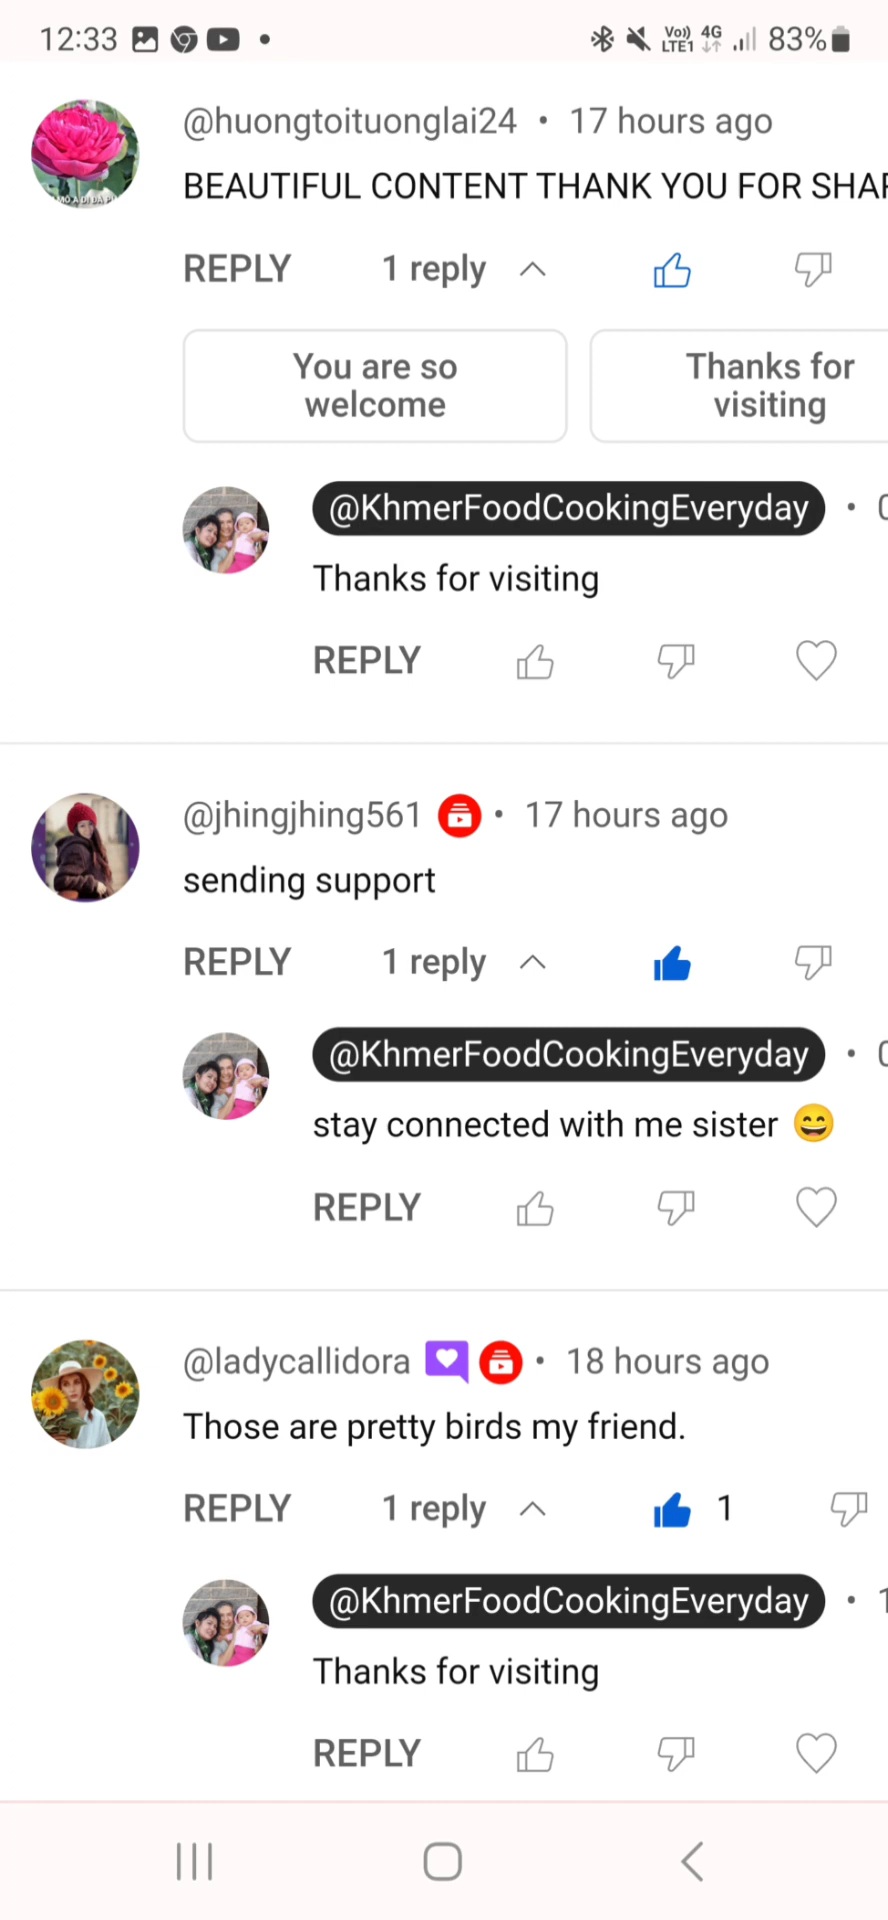 12:33
Vo)) 4G
LTE1
83%
@huongtoituonglai24 • 17 hours ago
BEAUTIFUL CONTENT THANK YOU FOR
REPLY 1 reply
You are so
welcome
Thanks for
visiting
@KhmerFoodCookingEveryday •
Thanks for visiting
REPLY
@jhingjhing561 • 17 hours ago
sending support
REPLY 1 reply
@KhmerFoodCookingEveryday •
stay connected with me sister 😄
REPLY
@ladycallidora • 18 hours ago
Those are pretty birds my friend.
REPLY 1 reply 1
@KhmerFoodCookingEveryday •
Thanks for visiting
REPLY